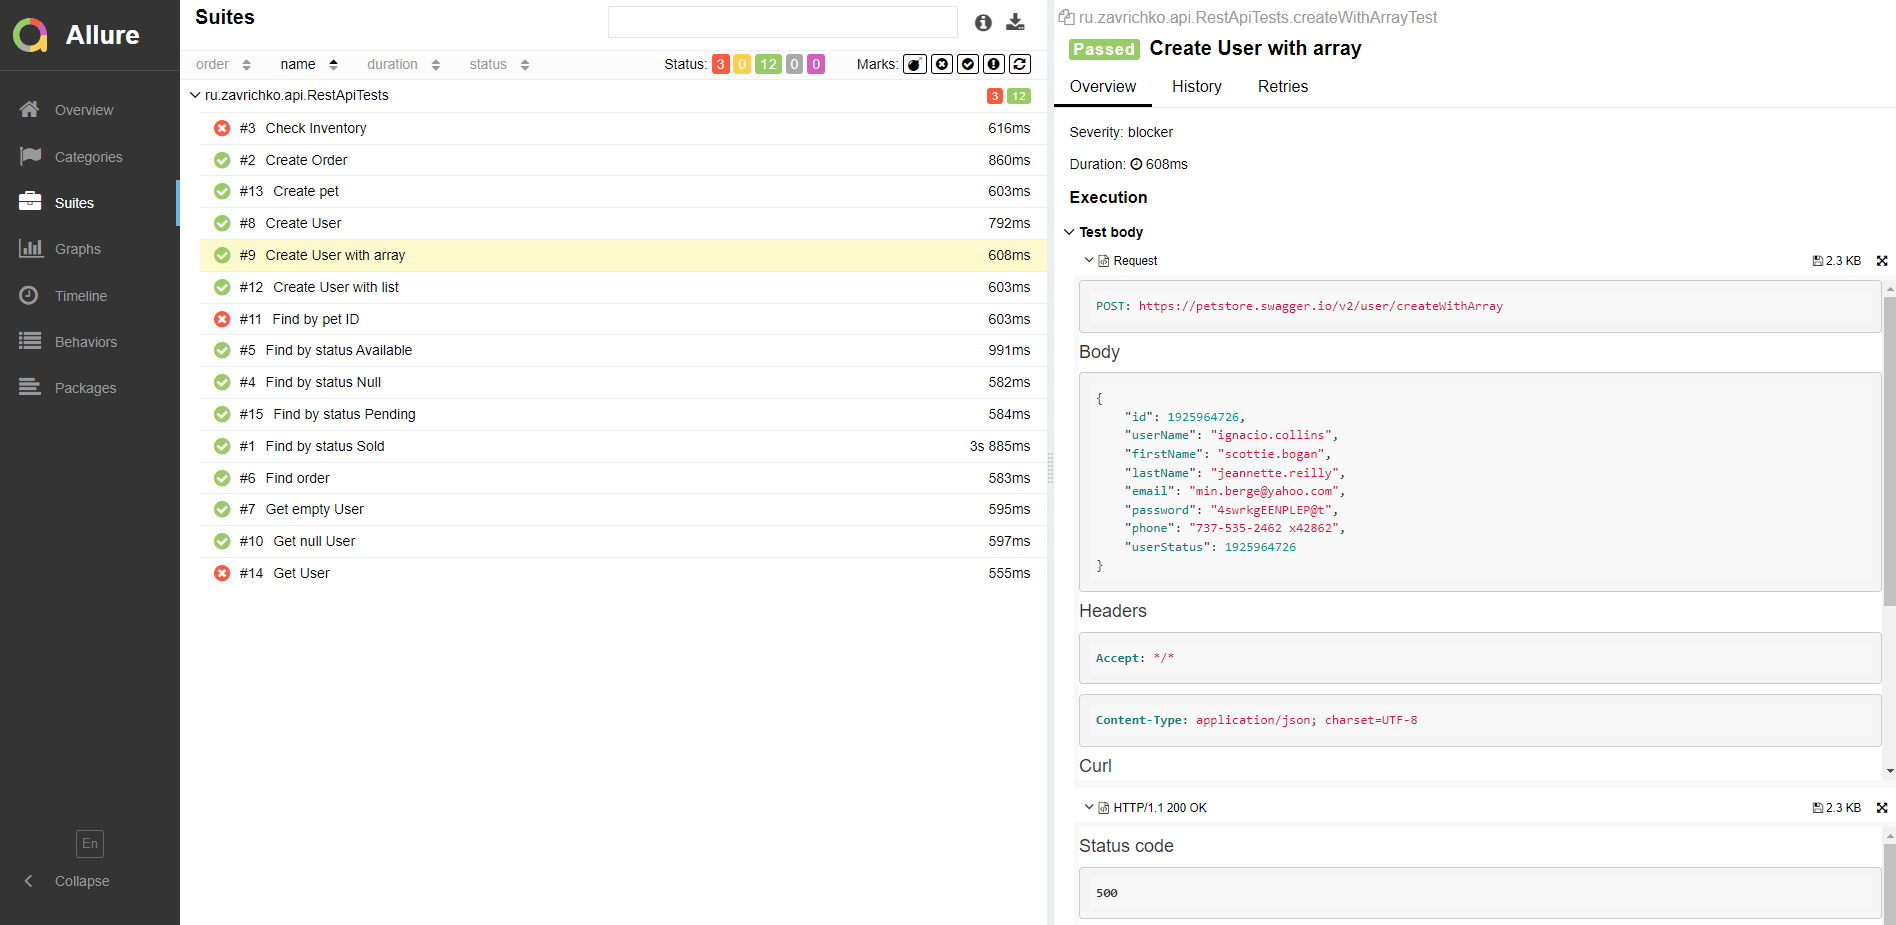 Allure
Overview
Categories
Suites
Graphs
Timeline
Behaviors
Packages
En
Collapse
Suites
order name duration status Status: 3 0 12 0 0 Marks:
ru.zavrichko.api.RestApiTests 3 12
#3 Check Inventory 616ms
#2 Create Order 860ms
#13 Create pet 603ms
#8 Create User 792ms
#9 Create User with array 608ms
#12 Create User with list 603ms
#11 Find by pet ID 603ms
#5 Find by status Available 991ms
#4 Find by status Null 582ms
#15 Find by status Pending 584ms
#1 Find by status Sold 3s 885ms
#6 Find order 583ms
#7 Get empty User 595ms
#10 Get null User 597ms
#14 Get User 555ms
ru.zavrichko.api.RestApiTests.createWithArrayTest
Passed Create User with array
Overview History Retries
Severity: blocker
Duration: 608ms
Execution
Test body
Request 2.3 KB
POST: https://petstore.swagger.io/v2/user/createWithArray
Body
{
"id": 1925964726,
"userName": "ignacio.collins",
"firstName": "scottie.bogan",
"lastName": "jeannette.reilly",
"email": "min.berge@yahoo.com",
"password": "4swrkgEENPLEP@t",
"phone": "737-535-2462 x42862",
"userStatus": 1925964726
}
Headers
Accept: */*
Content-Type: application/json; charset=UTF-8
Curl
HTTP/1.1 200 OK 2.3 KB
Status code
500